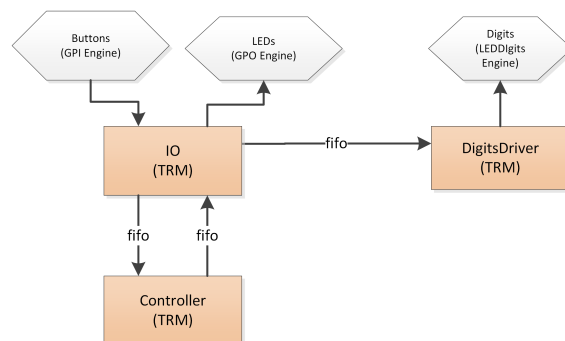 Buttons
(GPI Engine)
LEDs
(GPO Engine)
Digits
(LEDDIgits
Engine)
IO
(TRM)
fifo
DigitsDriver
(TRM)
fifo
fifo
Controller
(TRM)